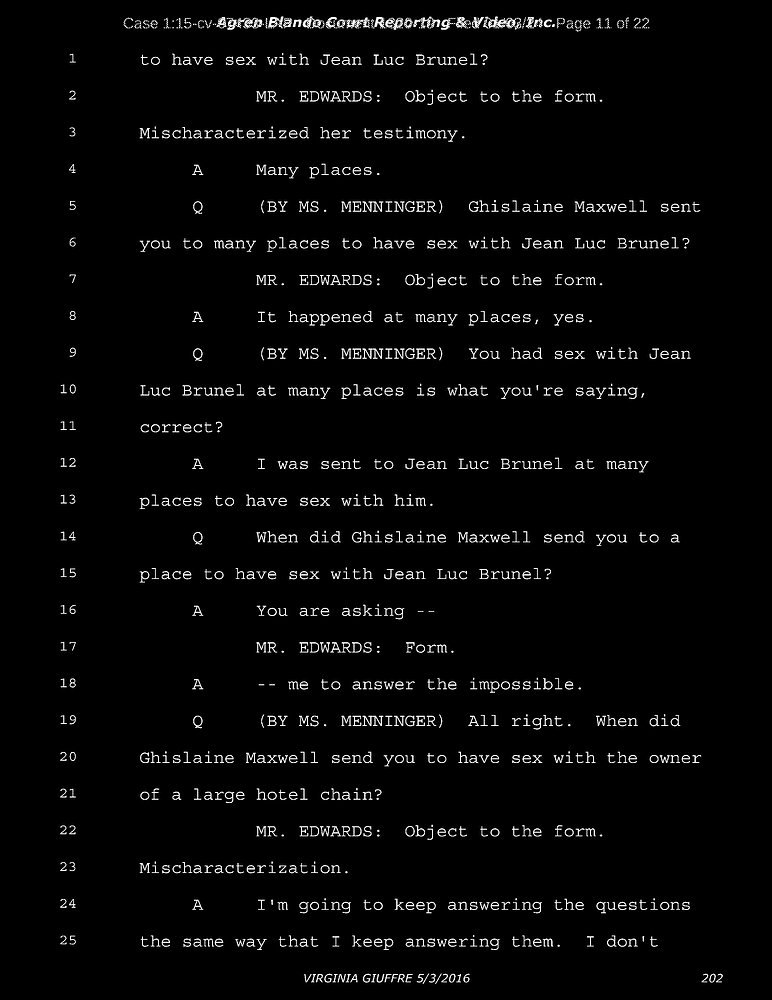 Case 1:15-cv- Agren Blando Court Reporting & Video, Inc. Page 11 of 22
1 to have sex with Jean Luc Brunel?
2 MR. EDWARDS: Object to the form.
3 Mischaracterized her testimony.
4 A Many places.
5 Q (BY MS. MENNINGER) Ghislaine Maxwell sent
6 you to many places to have sex with Jean Luc Brunel?
7 MR. EDWARDS: Object to the form.
8 A It happened at many places, yes.
9 Q (BY MS. MENNINGER) You had sex with Jean
10 Luc Brunel at many places is what you're saying,
11 correct?
12 A I was sent to Jean Luc Brunel at many
13 places to have sex with him.
14 Q When did Ghislaine Maxwell send you to a
15 place to have sex with Jean Luc Brunel?
16 A You are asking --
17 MR. EDWARDS: Form.
18 A -- me to answer the impossible.
19 Q (BY MS. MENNINGER) All right. When did
20 Ghislaine Maxwell send you to have sex with the owner
21 of a large hotel chain?
22 MR. EDWARDS: Object to the form.
23 Mischaracterization.
24 A I'm going to keep answering the questions
25 the same way that I keep answering them. I don't
VIRGINIA GIUFFRE 5/3/2016 202